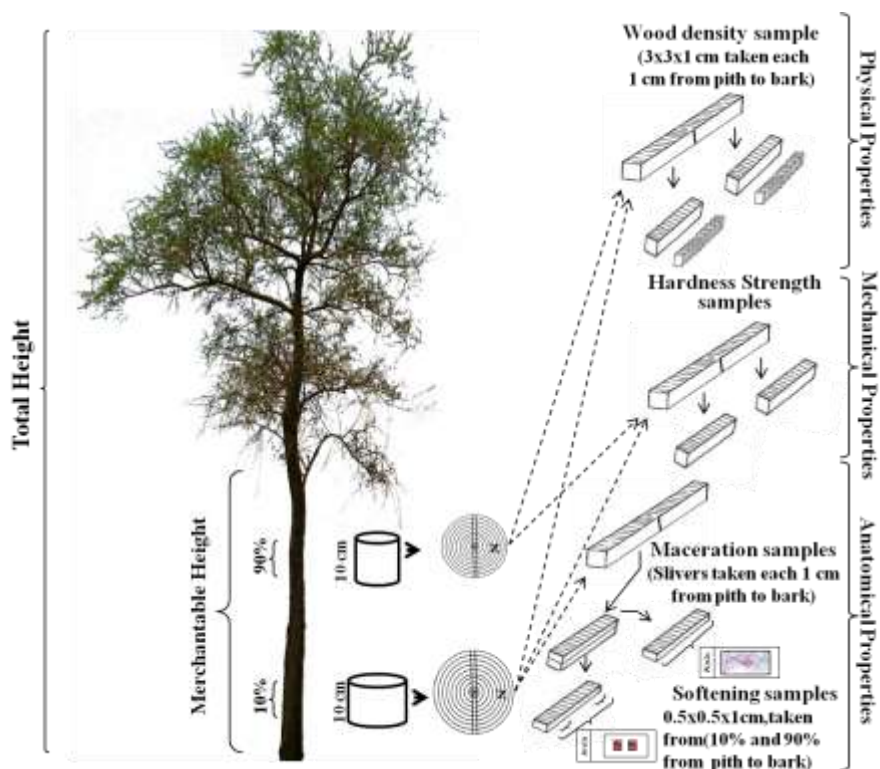 Total Height
Merchantable Height
90%
10%
10 cm
10 cm
Wood density sample
(3x3x1 cm taken each
1 cm from pith to bark)
Physical Properties
Hardness Strength
samples
Mechanical Properties
Maceration samples
(Slivers taken each 1 cm
from pith to bark)
Softening samples
0.5x0.5x1cm,taken
from(10% and 90%
from pith to bark)
Anatomical Properties